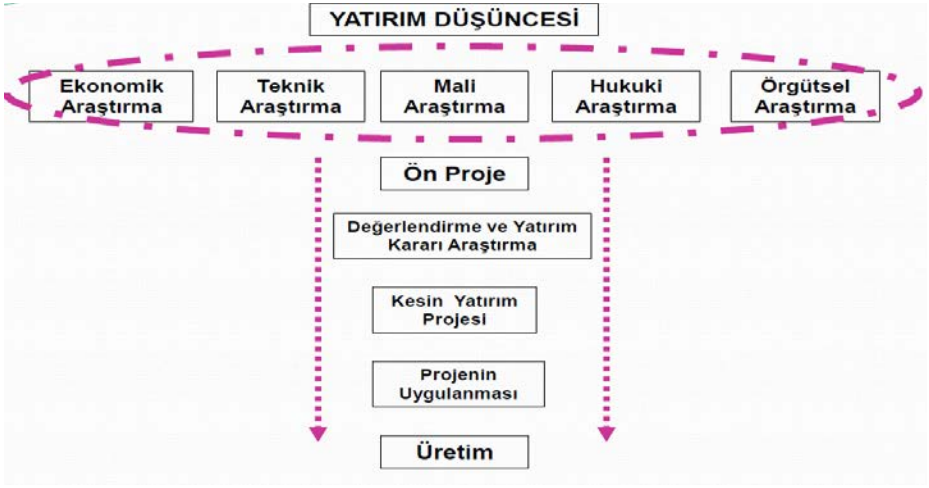 YATIRIM DÜŞÜNCESİ
Ekonomik
Araştırma
Teknik
Araştırma
Mali
Araştırma
Hukuki
Araştırma
Örgütsel
Araştırma
Ön Proje
Değerlendirme ve Yatırım
Kararı Araştırma
Kesin Yatırım
Projesi
Projenin
Uygulanması
Üretim